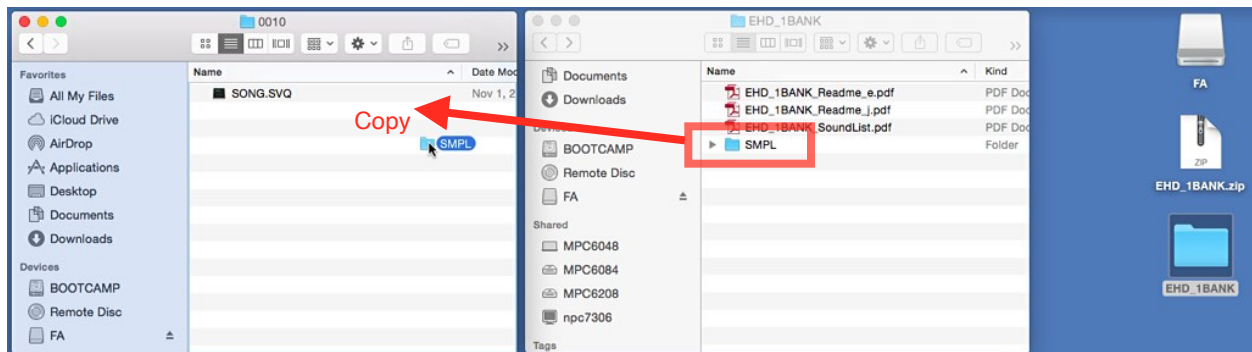 0010
Favorites
All My Files
iCloud Drive
AirDrop
Applications
Desktop
Documents
Downloads
Devices
BOOTCAMP
Remote Disc
FA
Name
Date Mod
SONG.SVQ
Nov 1, 2
Copy
SMPL
EHD_1BANK
Documents
Downloads
Devices
BOOTCAMP
Remote Disc
FA
Shared
MPC6048
MPC6084
MPC6208
npc7306
Tags
Name
Kind
EHD_1BANK_Readme_e.pdf
PDF Doc
EHD_1BANK_Readme_j.pdf
PDF Doc
EHD_1BANK_SoundList.pdf
PDF Doc
SMPL
Folder
FA
ZIP
EHD_1BANK.zip
EHD_1BANK